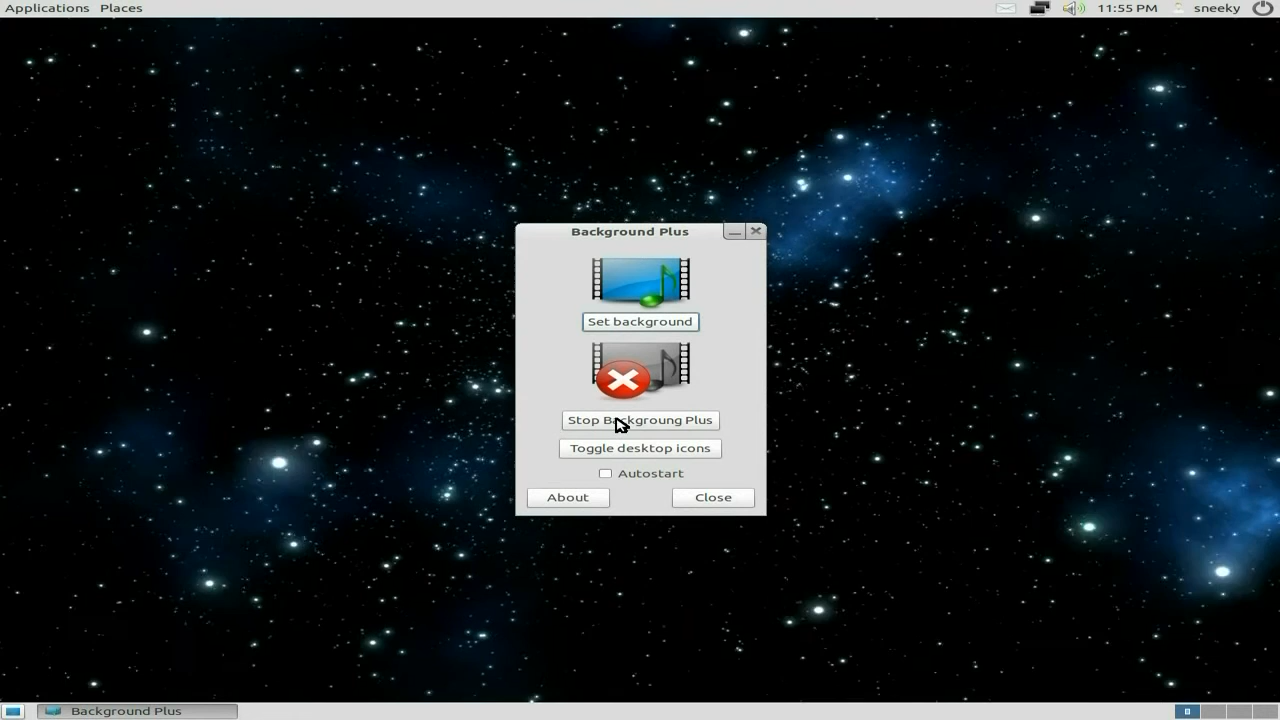 Applications Places
11:55 PM sneeky
Background Plus
Set background
Stop Backgroung Plus
Toggle desktop icons
Autostart
About Close
Background Plus